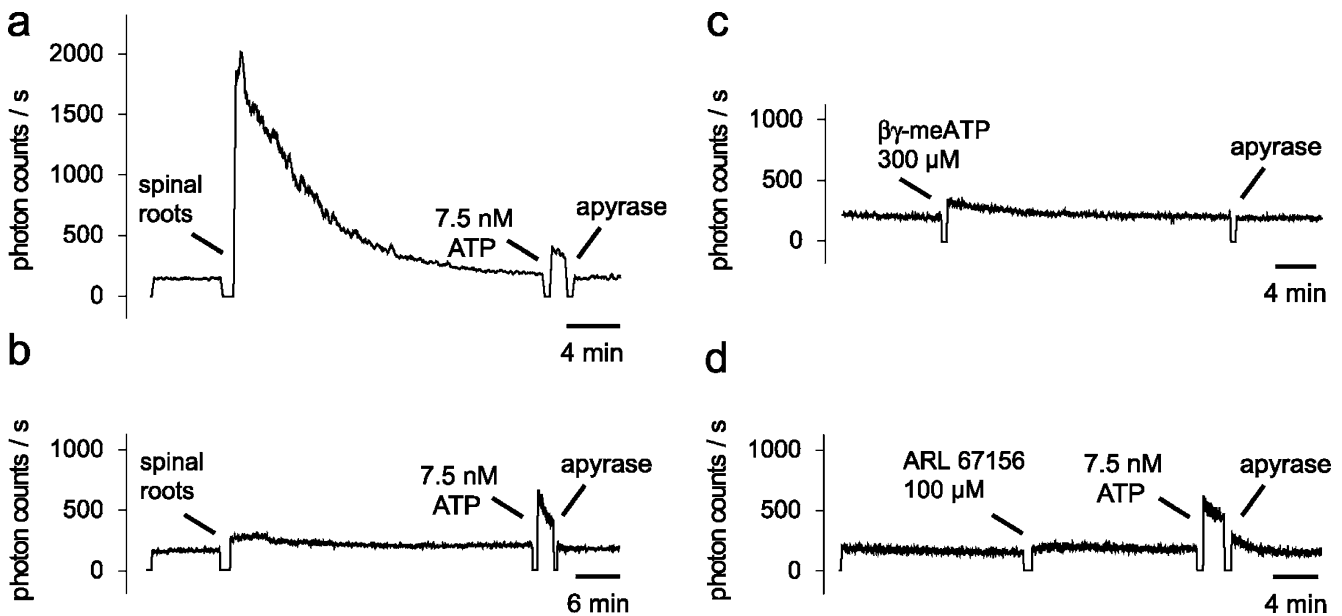 a
photon counts / s
2000
1500
1000
500
0
spinal
roots
7.5 nM
ATP
apyrase
4 min
b
photon counts / s
1000
500
0
spinal
roots
7.5 nM
ATP
apyrase
6 min
c
photon counts / s
1000
500
0
βγ-meATP
300 µM
apyrase
4 min
d
photon counts / s
1000
500
0
ARL 67156
100 µM
7.5 nM
ATP
apyrase
4 min